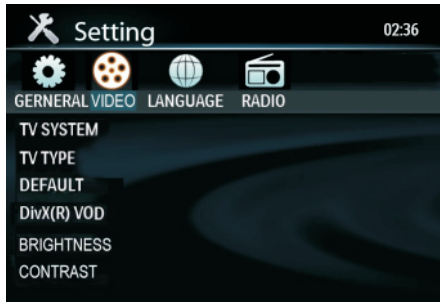 Setting 02:36
GERNERAL VIDEO LANGUAGE RADIO
TV SYSTEM
TV TYPE
DEFAULT
DivX(R) VOD
BRIGHTNESS
CONTRAST